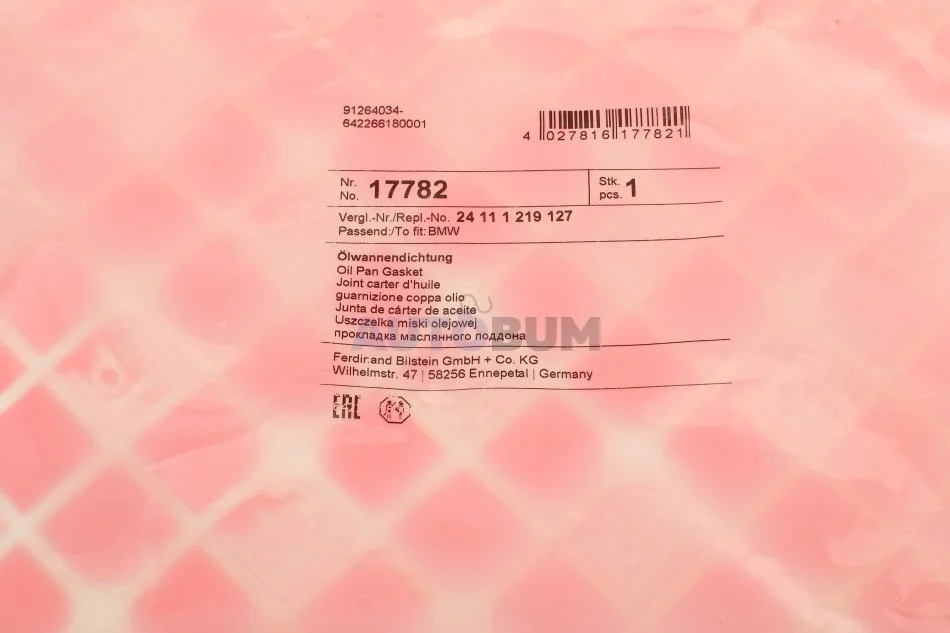 91264034-
642266180001
4 027816 177821
Nr.
No. 17782
Stk.
pcs. 1
Vergl.-Nr./Repl.-No. 24 11 1 219 127
Passend:/To fit: BMW
Ölwannendichtung
Oil Pan Gasket
Joint carter d'huile
guarnizione coppa olio
Junta de cárter de aceite
Uszczelka miski olejowej
прокладка маслянного поддона
AUTOBUM
Ferdinand Bilstein GmbH + Co. KG
Wilhelmstr. 47 | 58256 Ennepetal | Germany
EAC